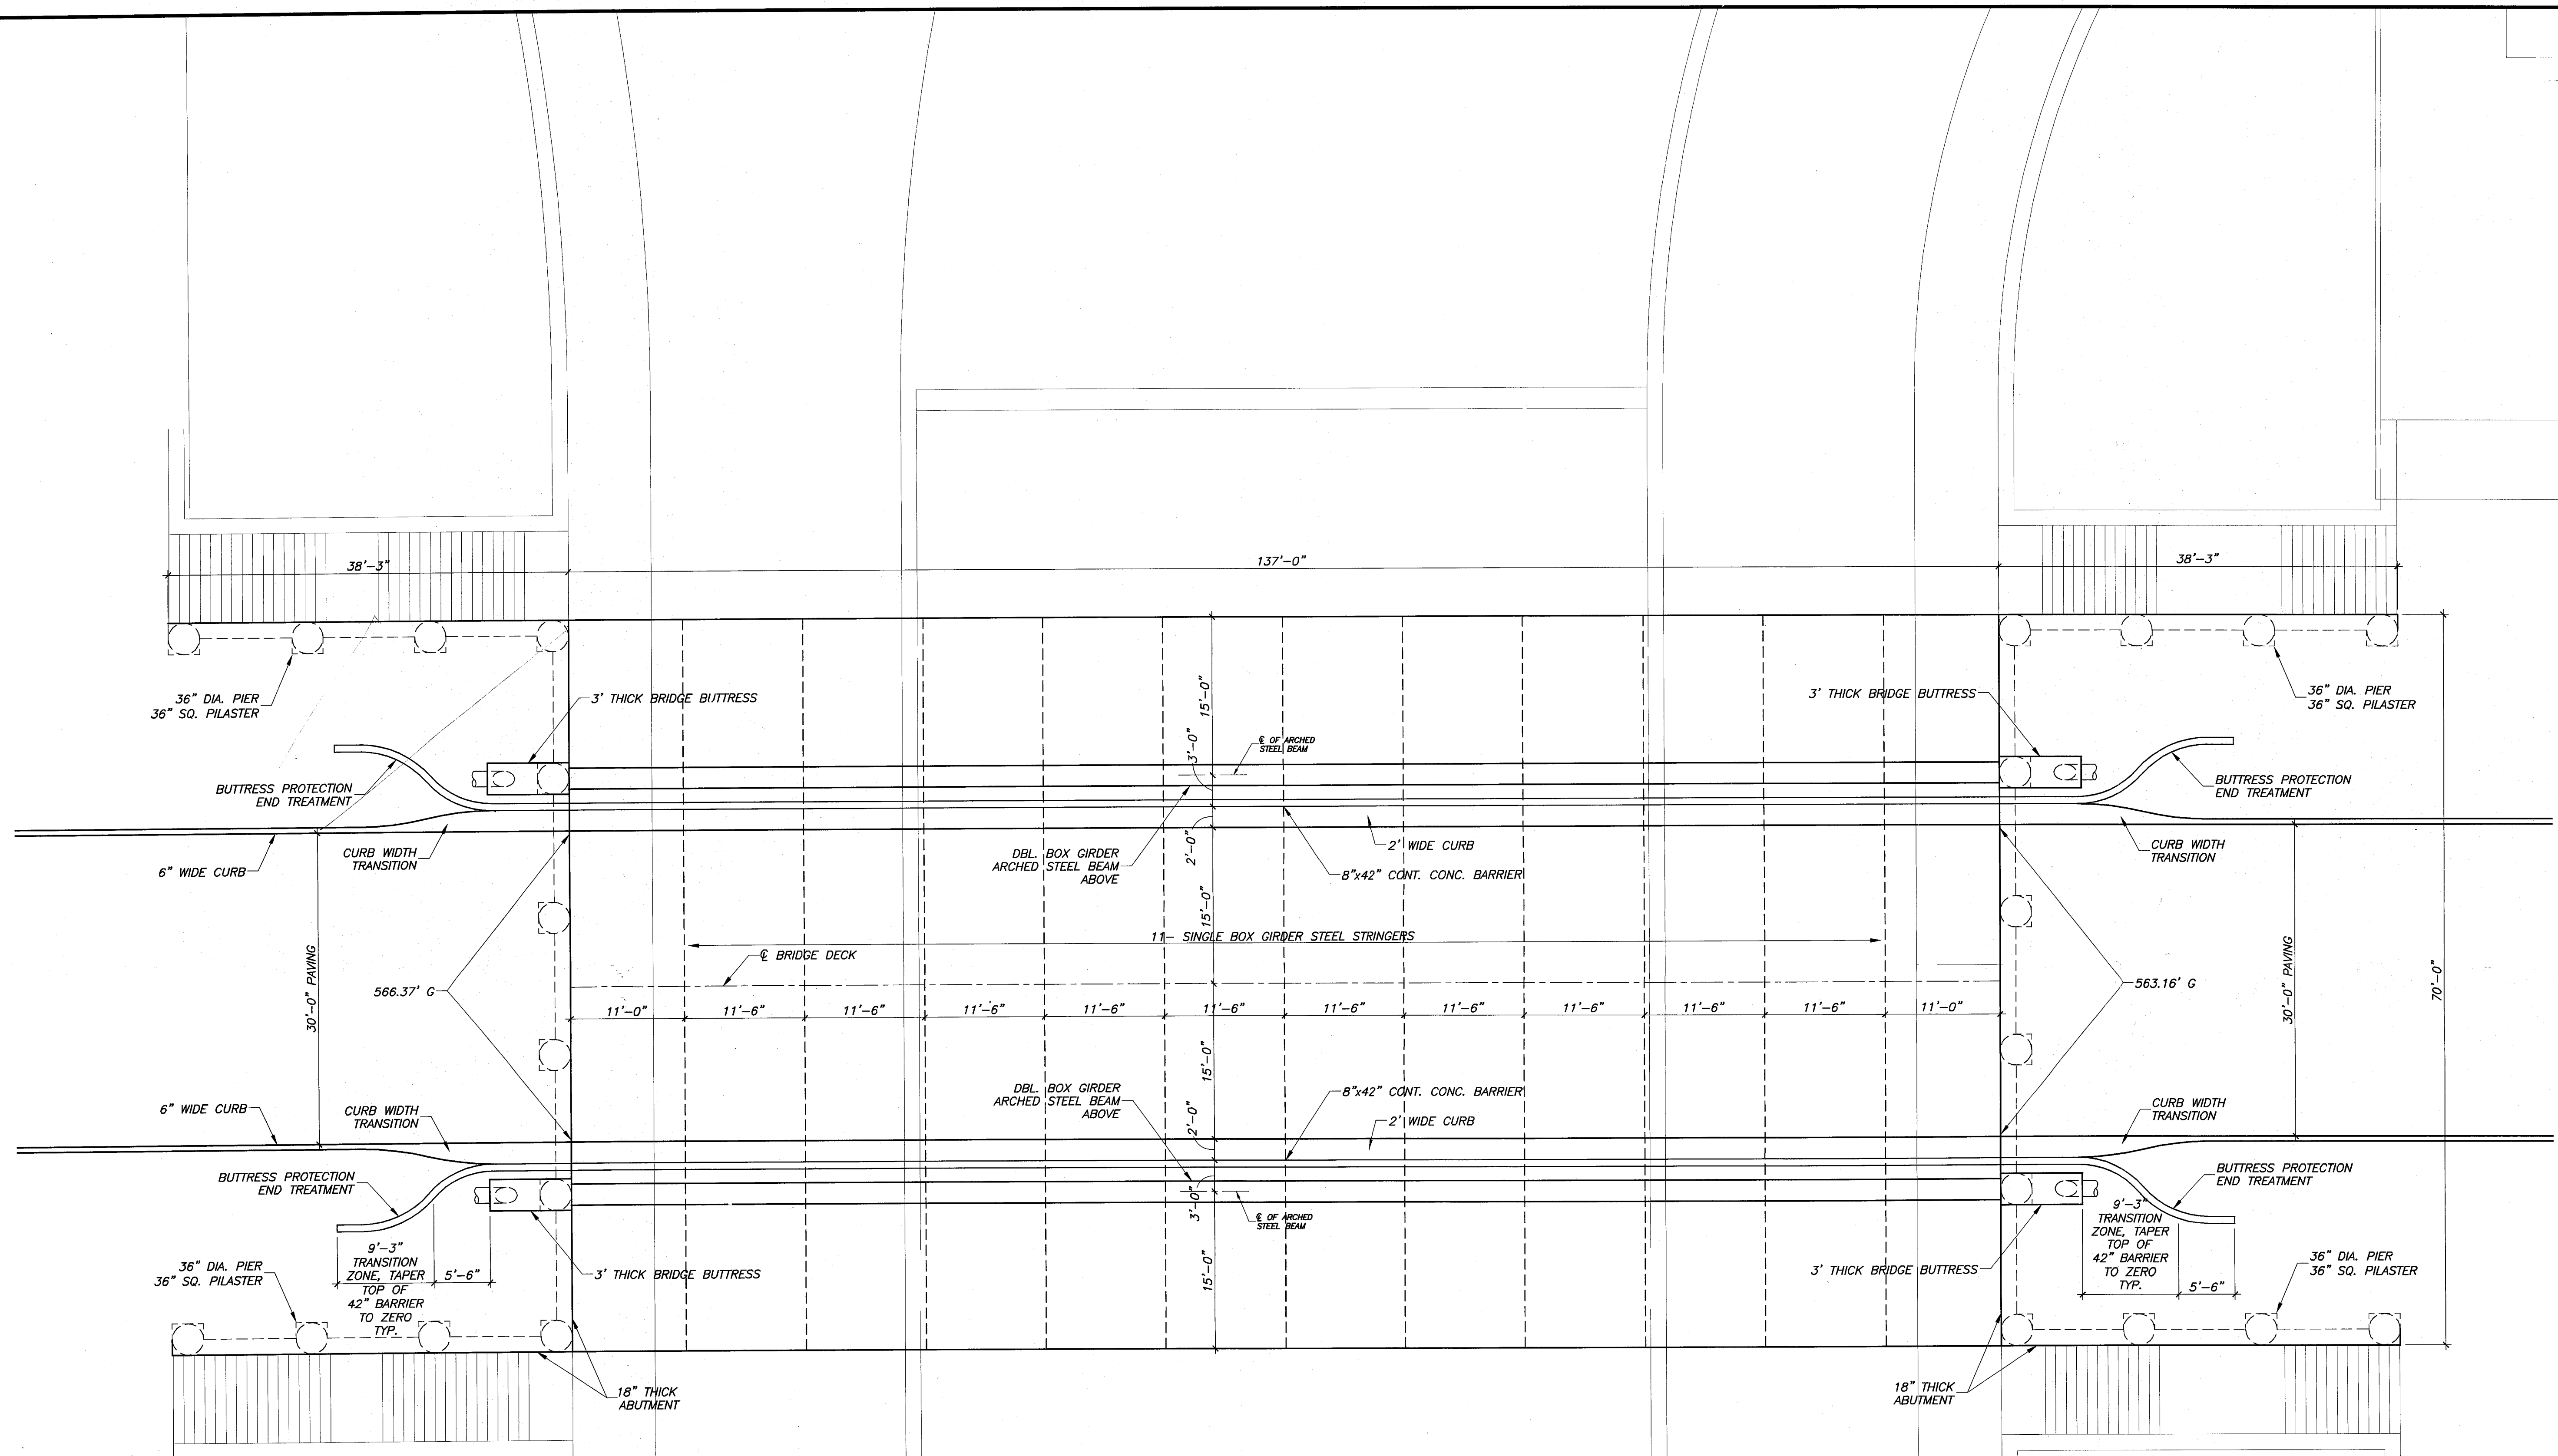 38'-3"
137'-0"
38'-3"
36" DIA. PIER
36" SQ. PILASTER
3' THICK BRIDGE BUTTRESS
15'-0"
3'-0"
℄ OF ARCHED
STEEL BEAM
3' THICK BRIDGE BUTTRESS
36" DIA. PIER
36" SQ. PILASTER
BUTTRESS PROTECTION
END TREATMENT
BUTTRESS PROTECTION
END TREATMENT
6" WIDE CURB
CURB WIDTH
TRANSITION
DBL. BOX GIRDER
ARCHED STEEL BEAM
ABOVE
2'-0"
2' WIDE CURB
8"x42" CONT. CONC. BARRIER
CURB WIDTH
TRANSITION
15'-0"
11- SINGLE BOX GIRDER STEEL STRINGERS
℄ BRIDGE DECK
30'-0" PAVING
566.37' G
563.16' G
30'-0" PAVING
70'-0"
11'-0"
11'-6"
11'-6"
11'-6"
11'-6"
11'-6"
11'-6"
11'-6"
11'-6"
11'-6"
11'-6"
11'-0"
15'-0"
6" WIDE CURB
CURB WIDTH
TRANSITION
DBL. BOX GIRDER
ARCHED STEEL BEAM
ABOVE
2'-0"
8"x42" CONT. CONC. BARRIER
2' WIDE CURB
CURB WIDTH
TRANSITION
BUTTRESS PROTECTION
END TREATMENT
3'-0"
℄ OF ARCHED
STEEL BEAM
BUTTRESS PROTECTION
END TREATMENT
9'-3"
TRANSITION
ZONE, TAPER
TOP OF
42" BARRIER
TO ZERO
TYP.
5'-6"
36" DIA. PIER
36" SQ. PILASTER
3' THICK BRIDGE BUTTRESS
15'-0"
3' THICK BRIDGE BUTTRESS
9'-3"
TRANSITION
ZONE, TAPER
TOP OF
42" BARRIER
TO ZERO
TYP.
5'-6"
36" DIA. PIER
36" SQ. PILASTER
18" THICK
ABUTMENT
18" THICK
ABUTMENT